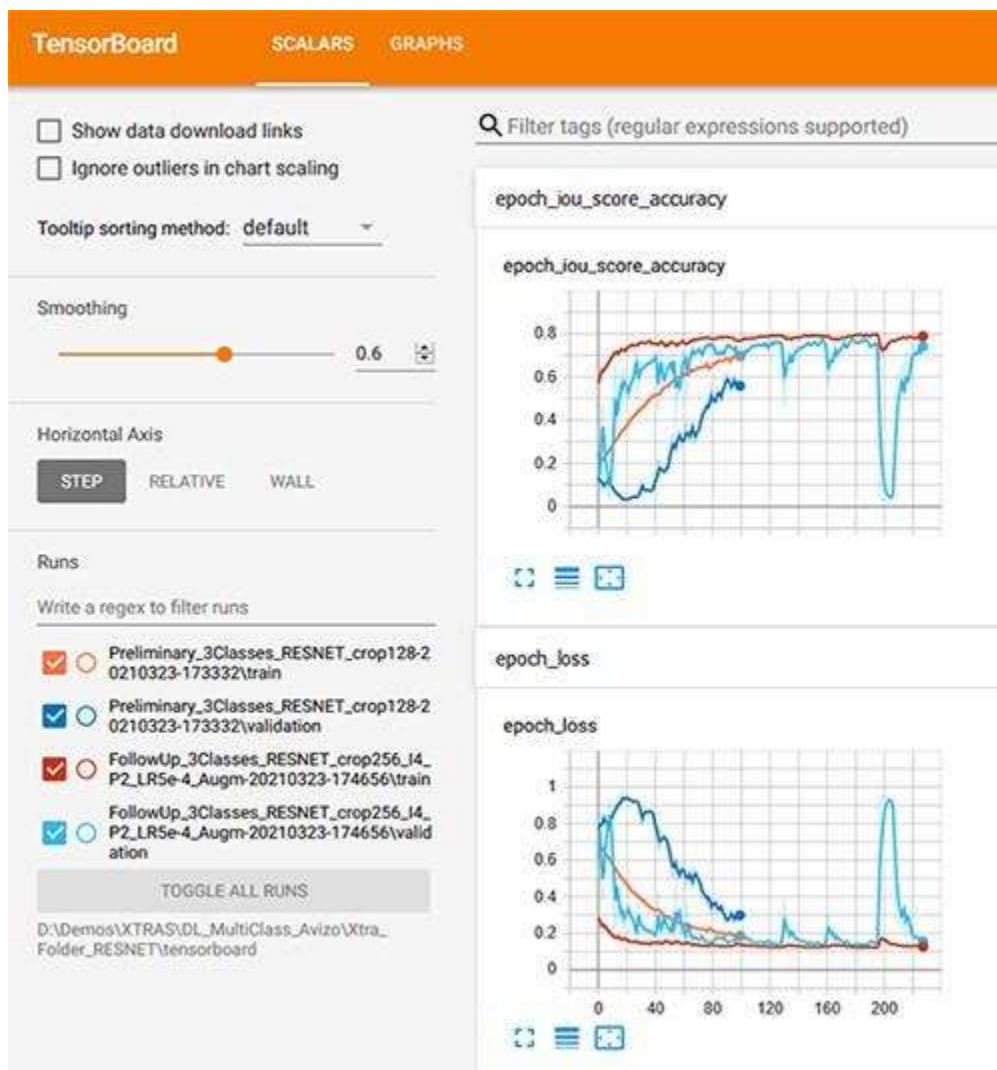 TensorBoard SCALARS GRAPHS
Show data download links
Ignore outliers in chart scaling
Tooltip sorting method: default
Smoothing
0.6
Horizontal Axis
STEP RELATIVE WALL
Runs
Write a regex to filter runs
Preliminary_3Classes_RESNET_crop128-2
0210323-173332\train
Preliminary_3Classes_RESNET_crop128-2
0210323-173332\validation
FollowUp_3Classes_RESNET_crop256_I4_
P2_LR5e-4_Augm-20210323-174656\train
FollowUp_3Classes_RESNET_crop256_I4_
P2_LR5e-4_Augm-20210323-174656\valid
ation
TOGGLE ALL RUNS
D:\Demos\XTRAS\DL_MultiClass_Avizo\Xtra_
Folder_RESNET\tensorboard
Filter tags (regular expressions supported)
epoch_iou_score_accuracy
epoch_iou_score_accuracy
0.8
0.6
0.4
0.2
0
epoch_loss
epoch_loss
1
0.8
0.6
0.4
0.2
0
0 40 80 120 160 200